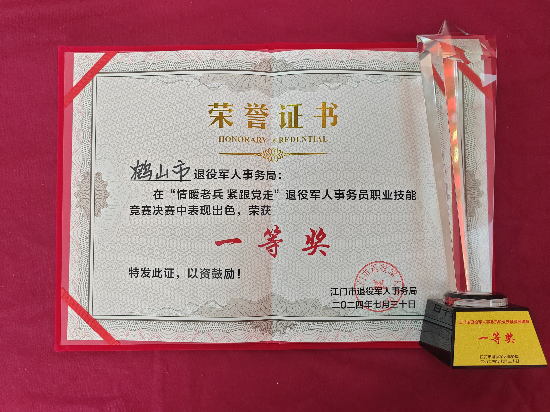 荣誉证书
HONORARY CREDENTIAL
鹤山市退役军人事务局：
在“情暖老兵 紧跟党走”退役军人事务员职业技能
竞赛决赛中表现出色，荣获
一等奖
特发此证，以资鼓励！
江门市退役军人事务局
二〇二四年七月三十日
一等奖